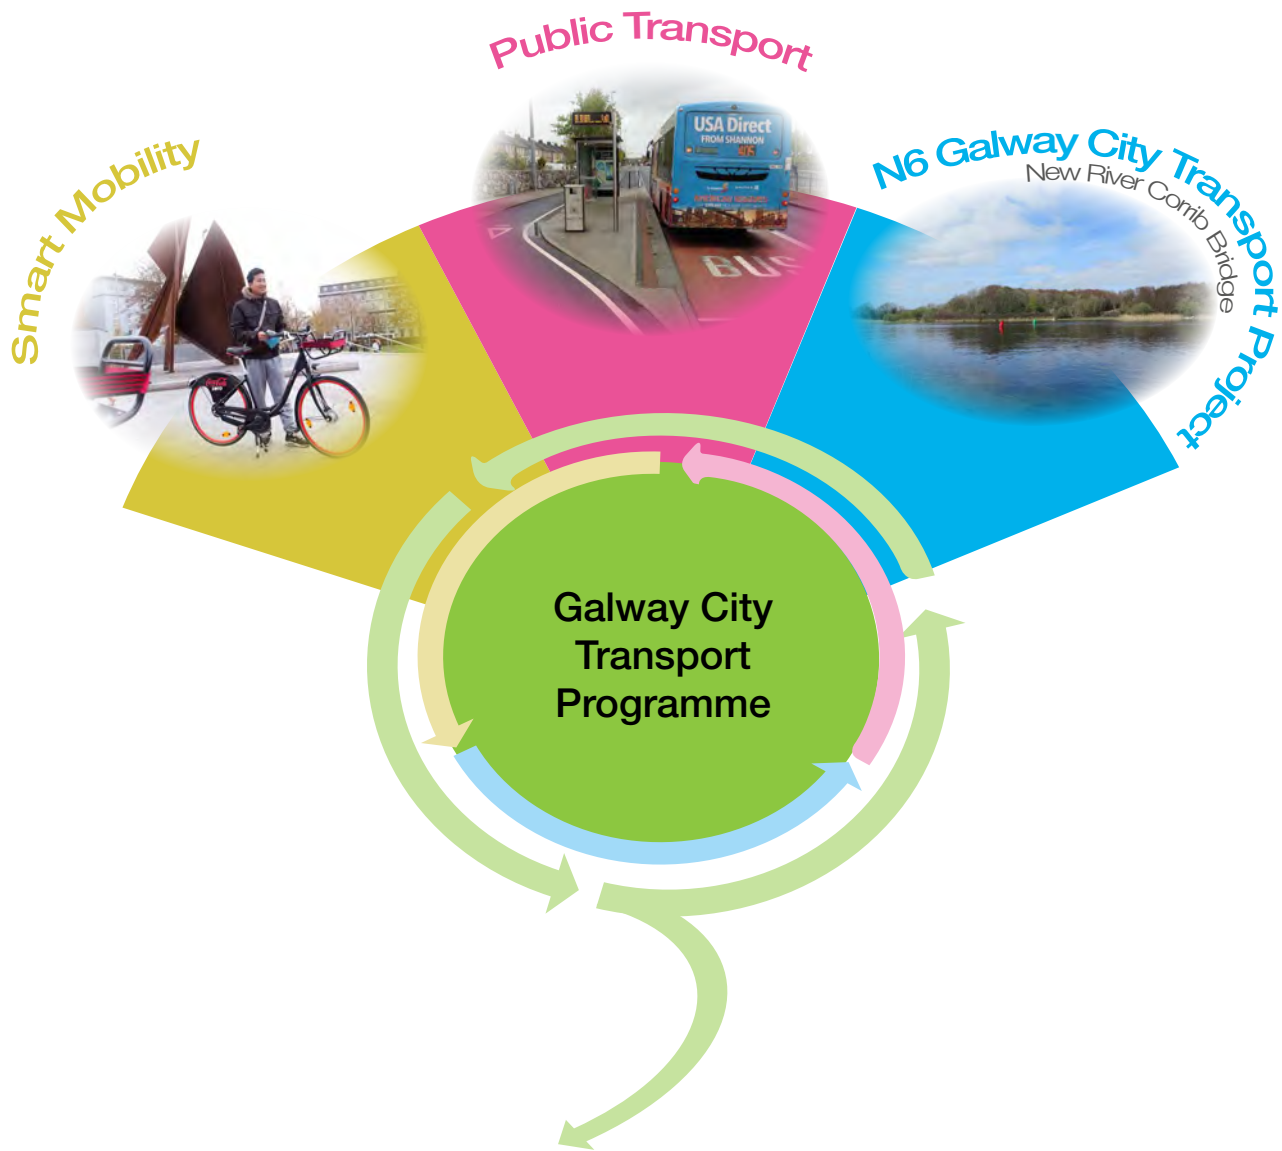 Public Transport
Smart Mobility
N6 Galway City Transport Project
New River Corrib Bridge
USA Direct
FROM SHANNON
405
BUS
Galway City
Transport
Programme